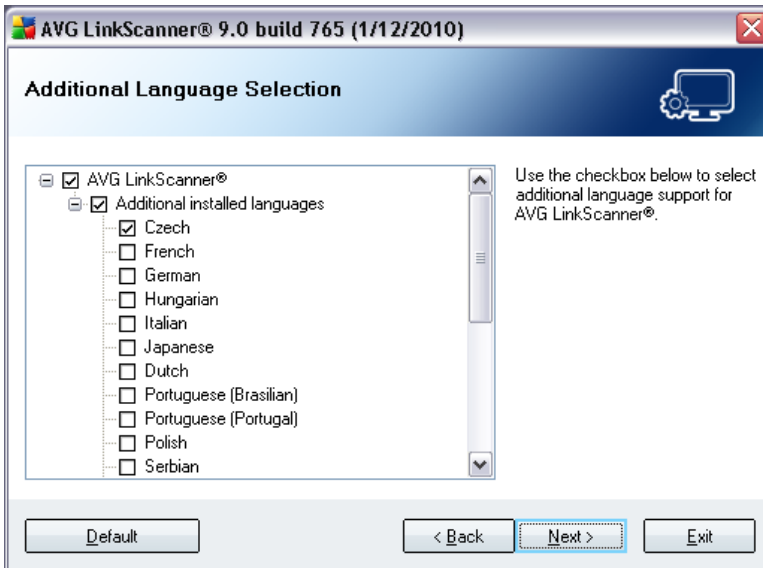 AVG LinkScanner® 9.0 build 765 (1/12/2010)
Additional Language Selection
AVG LinkScanner®
Additional installed languages
Czech
French
German
Hungarian
Italian
Japanese
Dutch
Portuguese (Brasilian)
Portuguese (Portugal)
Polish
Serbian
Use the checkbox below to select
additional language support for
AVG LinkScanner®.
Default
< Back
Next >
Exit